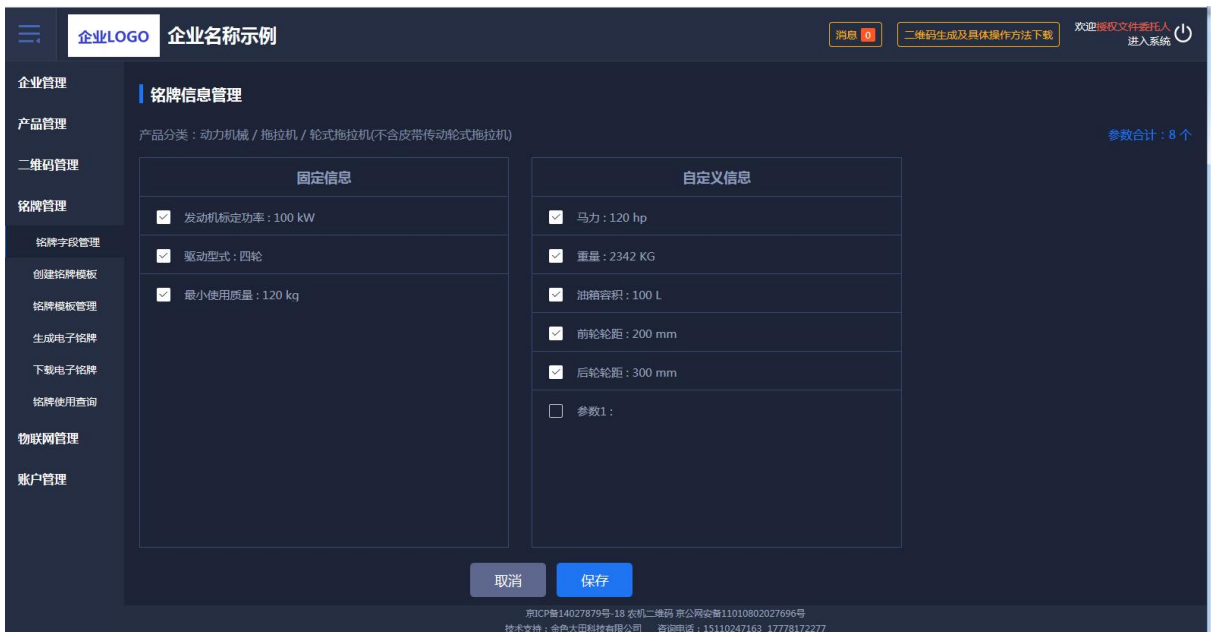 企业LOGO 企业名称示例 消息 0 二维码生成及具体操作方法下载 欢迎授权文件委托人
进入系统
企业管理
产品管理
二维码管理
铭牌管理
铭牌字段管理
创建铭牌模板
铭牌模板管理
生成电子铭牌
下载电子铭牌
铭牌使用查询
物联网管理
账户管理
铭牌信息管理
产品分类：动力机械 / 拖拉机 / 轮式拖拉机(不含皮带传动轮式拖拉机) 参数合计：8 个
固定信息
发动机标定功率 : 100 kW
驱动型式 : 四轮
最小使用质量 : 120 kg
自定义信息
马力 : 120 hp
重量 : 2342 KG
油箱容积 : 100 L
前轮轮距 : 200 mm
后轮轮距 : 300 mm
参数1 :
取消 保存
京ICP备14027879号-18 农机二维码 京公网安备11010802027696号
技术支持：金色大田科技有限公司 咨询电话：15110247163 17778172277